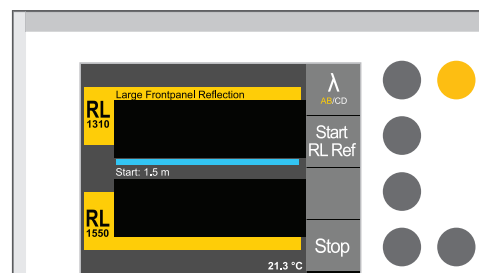 Large Frontpanel Reflection
RL
1310
Start: 1.5 m
RL
1550
21.3 °C
λ
AB/CD
Start
RL Ref
Stop